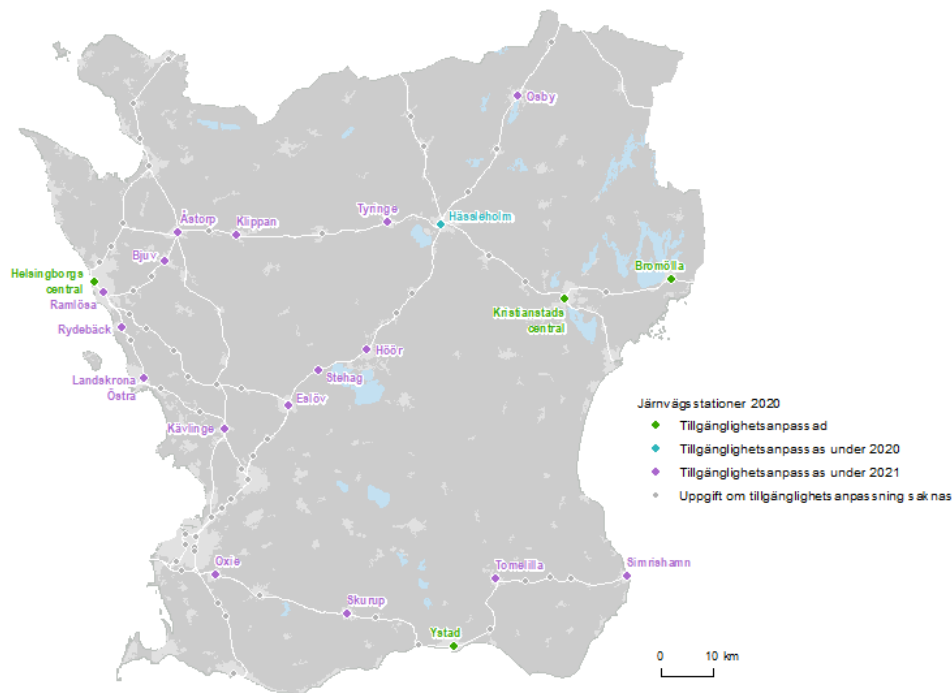 Osby
Tyringe
Hässleholm
Åstorp
Klippan
Bjuv
Helsingborgs
central
Bromölla
Ramlösa
Kristianstads
central
Rydebäck
Höör
Stehag
Landskrona
Östra
Eslöv
Kävlinge
Järnvägsstationer 2020
Tillgänglighetsanpassad
Tillgänglighetsanpassas under 2020
Tillgänglighetsanpassas under 2021
Uppgift om tillgänglighetsanpassning saknas
Oxie
Tomelilla
Simrishamn
Skurup
Ystad
0 10 km